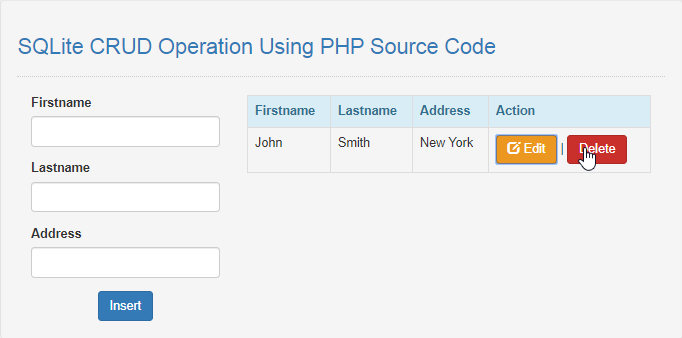 SQLite CRUD Operation Using PHP Source Code
Firstname
Lastname
Address
Insert
Firstname Lastname Address Action
John Smith New York Edit | Delete